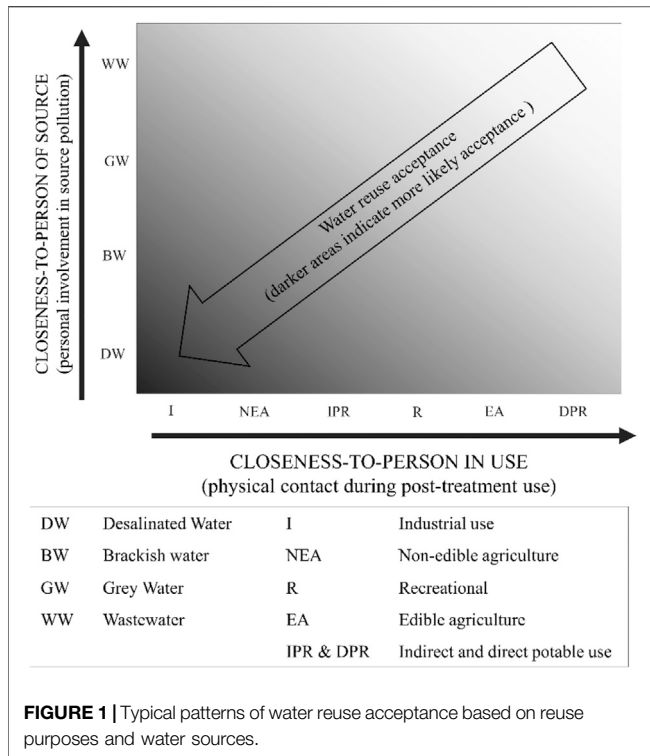 CLOSENESS-TO-PERSON OF SOURCE
(personal involvement in source pollution)
WW
GW
BW
DW
Water reuse acceptance
(darker areas indicate more likely acceptance )
I NEA IPR R EA DPR
CLOSENESS-TO-PERSON IN USE
(physical contact during post-treatment use)
DW Desalinated Water I Industrial use
BW Brackish water NEA Non-edible agriculture
GW Grey Water R Recreational
WW Wastewater EA Edible agriculture
IPR & DPR Indirect and direct potable use
FIGURE 1 | Typical patterns of water reuse acceptance based on reuse
purposes and water sources.